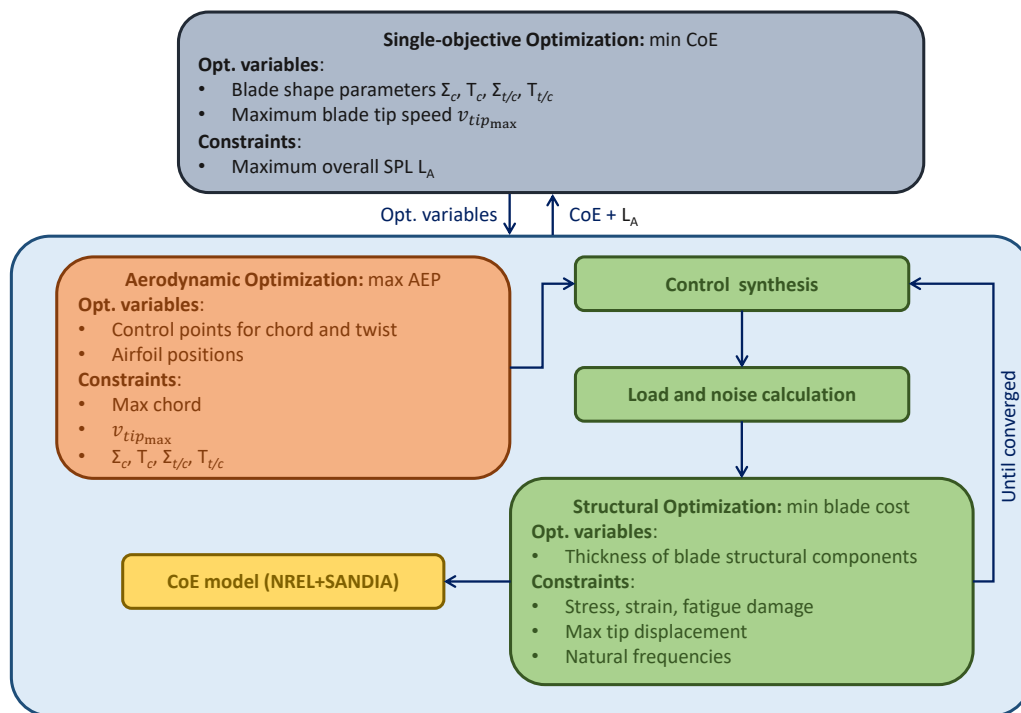 Single-objective Optimization: min CoE
Opt. variables:
• Blade shape parameters Σc, Tc, Σt/c, Tt/c
• Maximum blade tip speed vtipmax
Constraints:
• Maximum overall SPL LA
Opt. variables
CoE + LA
Aerodynamic Optimization: max AEP
Opt. variables:
• Control points for chord and twist
• Airfoil positions
Constraints:
• Max chord
• vtipmax
• Σc, Tc, Σt/c, Tt/c
Control synthesis
Load and noise calculation
Structural Optimization: min blade cost
Opt. variables:
• Thickness of blade structural components
Constraints:
• Stress, strain, fatigue damage
• Max tip displacement
• Natural frequencies
Until converged
CoE model (NREL+SANDIA)